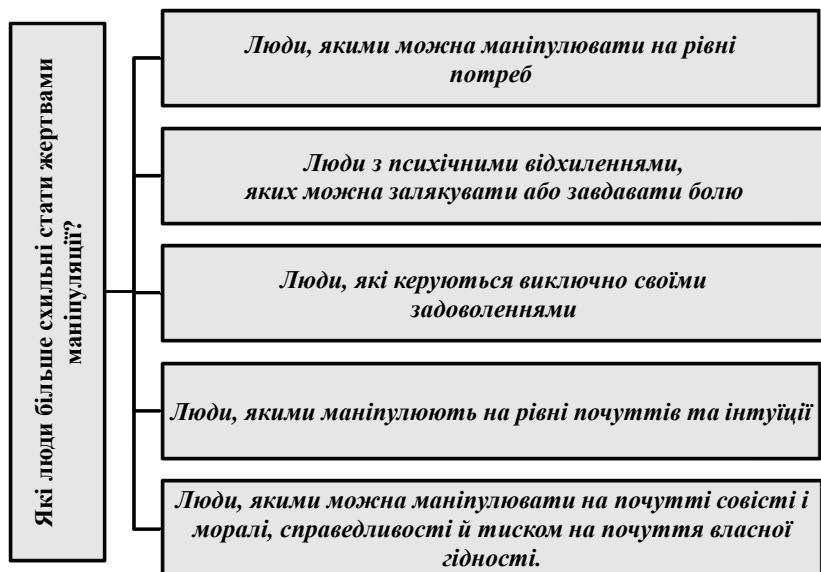 Які люди більше схильні стати жертвами
маніпуляції?
Люди, якими можна маніпулювати на рівні
потреб
Люди з психічними відхиленнями,
яких можна залякувати або завдавати болю
Люди, які керуються виключно своїми
задоволеннями
Люди, якими маніпулюють на рівні почуттів та інтуїції
Люди, якими можна маніпулювати на почутті совісті і
моралі, справедливості й тиском на почуття власної
гідності.